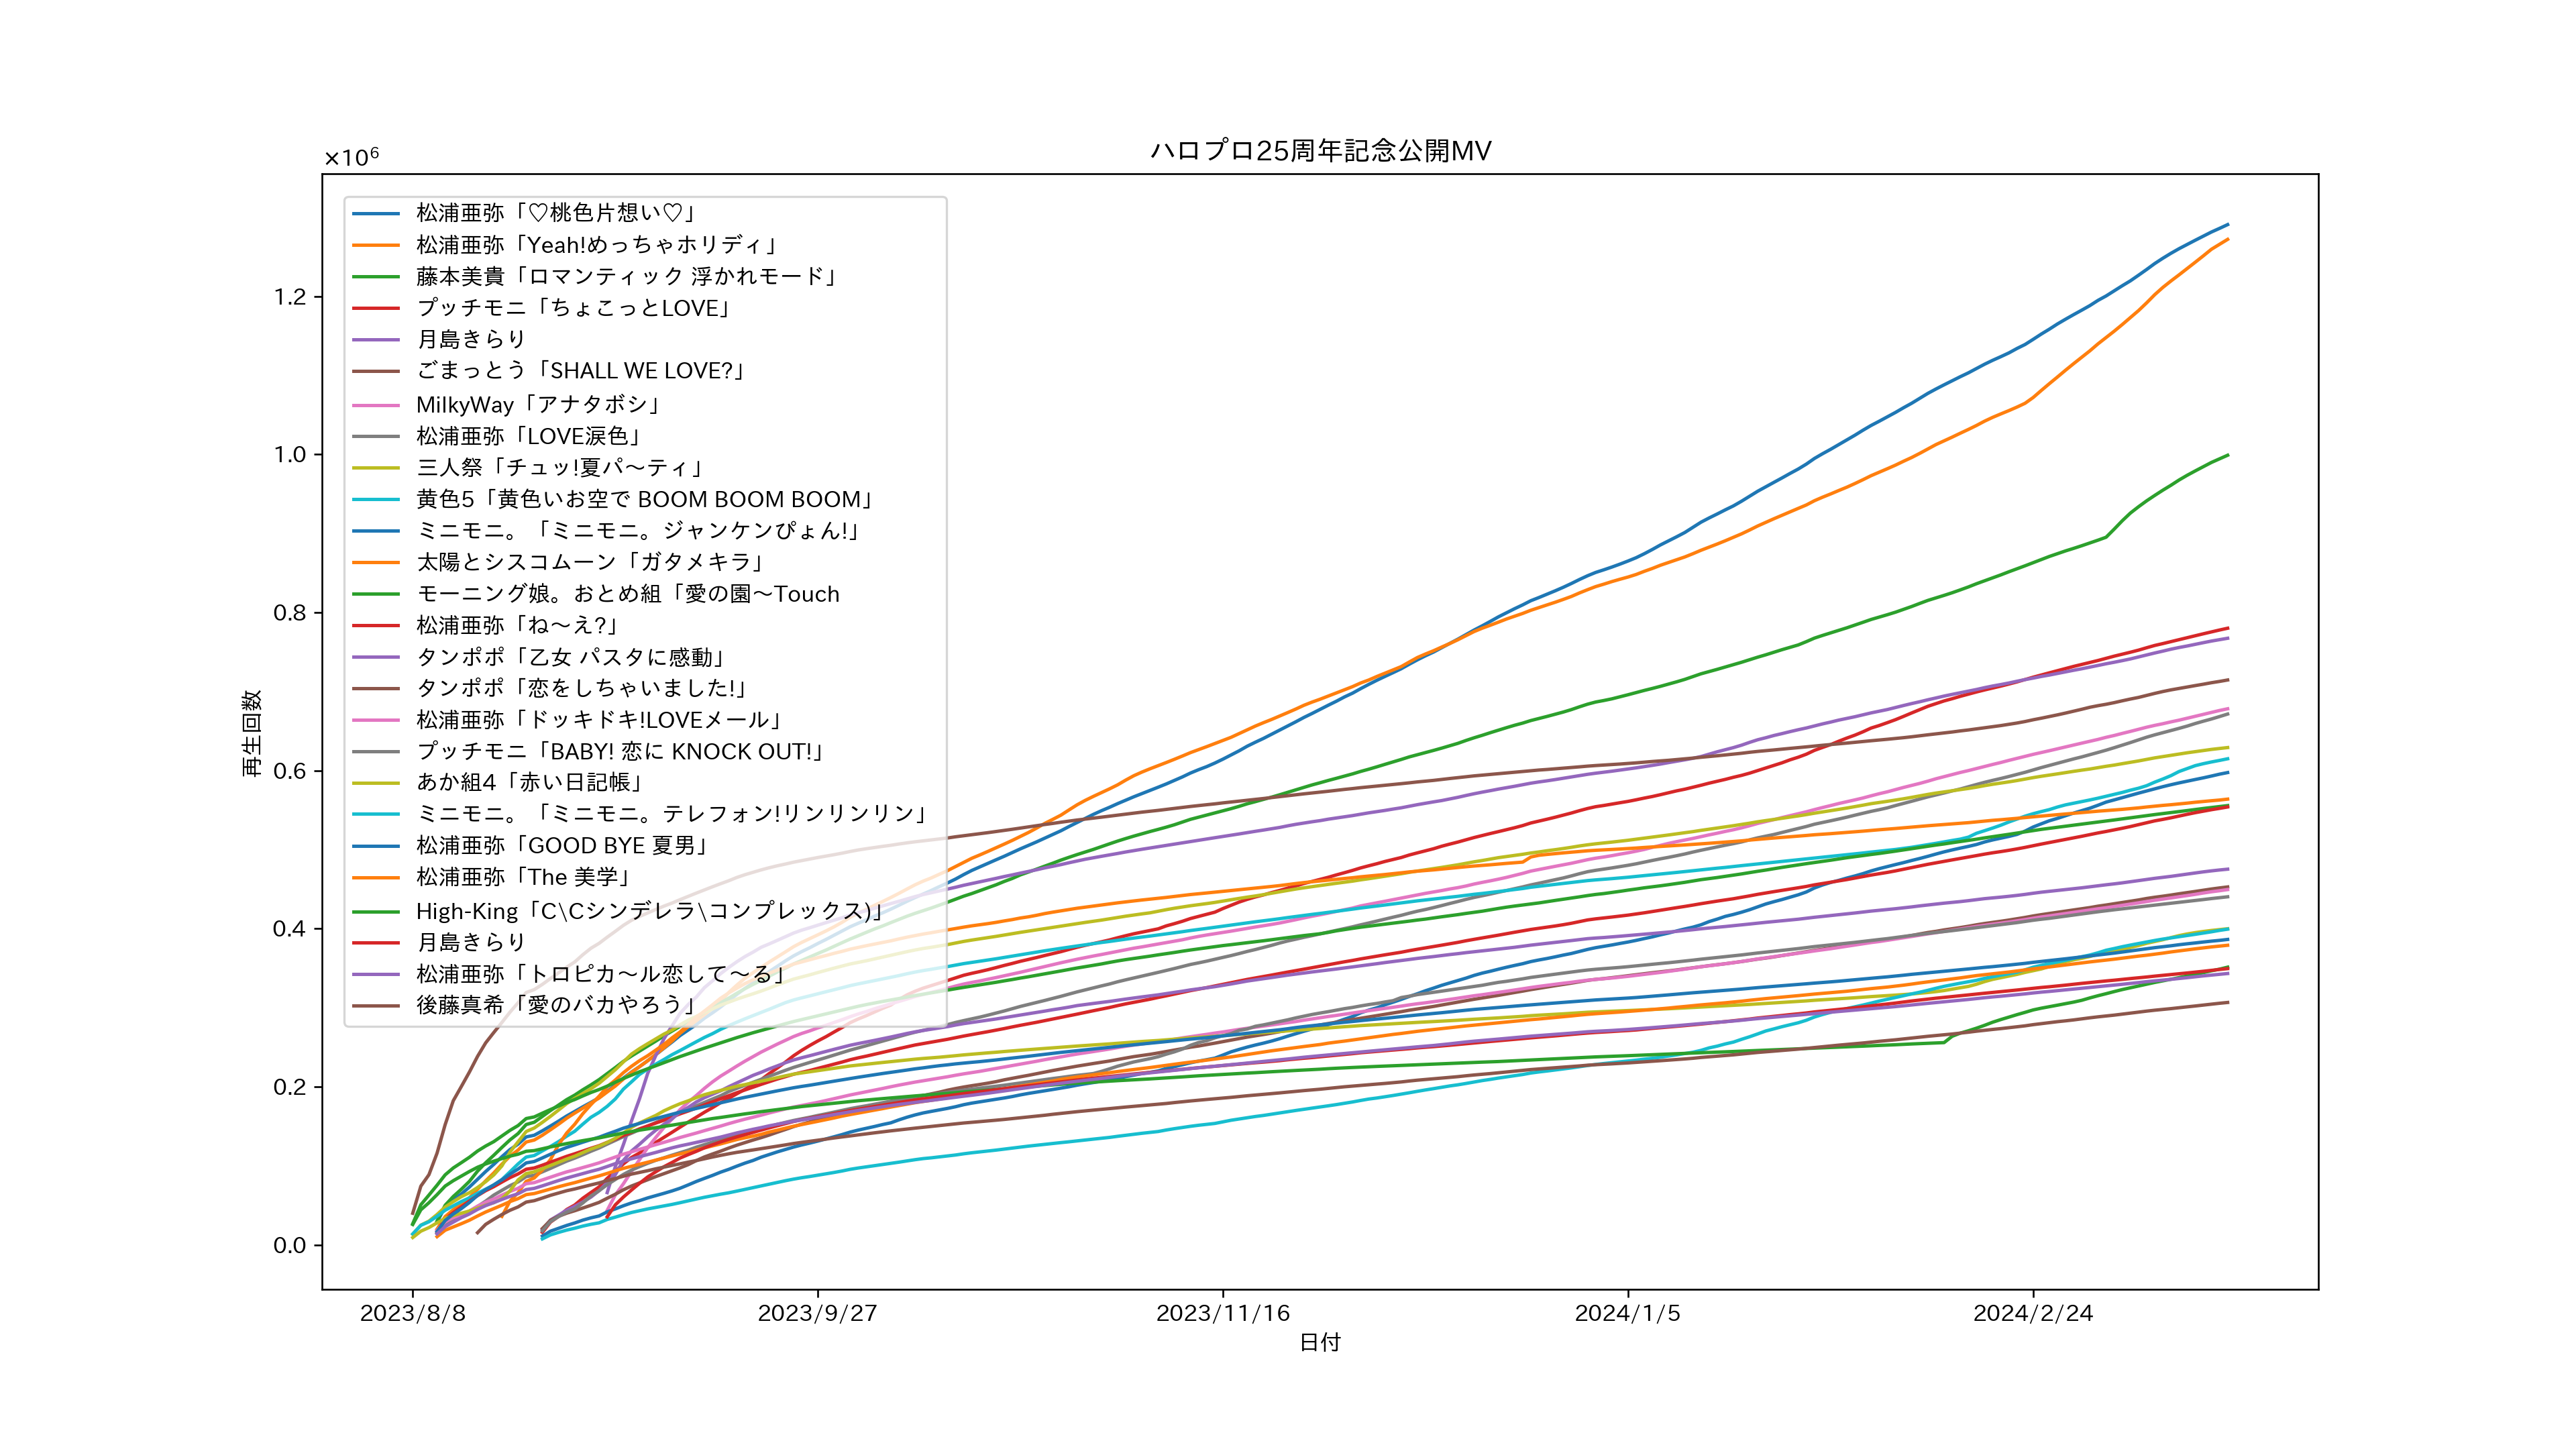 ハロプロ25周年記念公開MV
×10⁶
松浦亜弥「♡桃色片想い♡」
松浦亜弥「Yeah!めっちゃホリディ」
藤本美貴「ロマンティック 浮かれモード」
プッチモニ「ちょこっとLOVE」
月島きらり
ごまっとう「SHALL WE LOVE?」
MilkyWay「アナタボシ」
松浦亜弥「LOVE涙色」
三人祭「チュッ!夏パ〜ティ」
黄色5「黄色いお空で BOOM BOOM BOOM」
ミニモニ。「ミニモニ。ジャンケンぴょん!」
太陽とシスコムーン「ガタメキラ」
モーニング娘。おとめ組「愛の園〜Touch
松浦亜弥「ね〜え?」
タンポポ「乙女 パスタに感動」
タンポポ「恋をしちゃいました!」
松浦亜弥「ドッキドキ!LOVEメール」
プッチモニ「BABY! 恋に KNOCK OUT!」
あか組4「赤い日記帳」
ミニモニ。「ミニモニ。テレフォン!リンリンリン」
松浦亜弥「GOOD BYE 夏男」
松浦亜弥「The 美学」
High-King「C\Cシンデレラ\コンプレックス)」
月島きらり
松浦亜弥「トロピカ〜ル恋して〜る」
後藤真希「愛のバカやろう」
再生回数
1.2
1.0
0.8
0.6
0.4
0.2
0.0
2023/8/8
2023/9/27
2023/11/16
2024/1/5
2024/2/24
日付